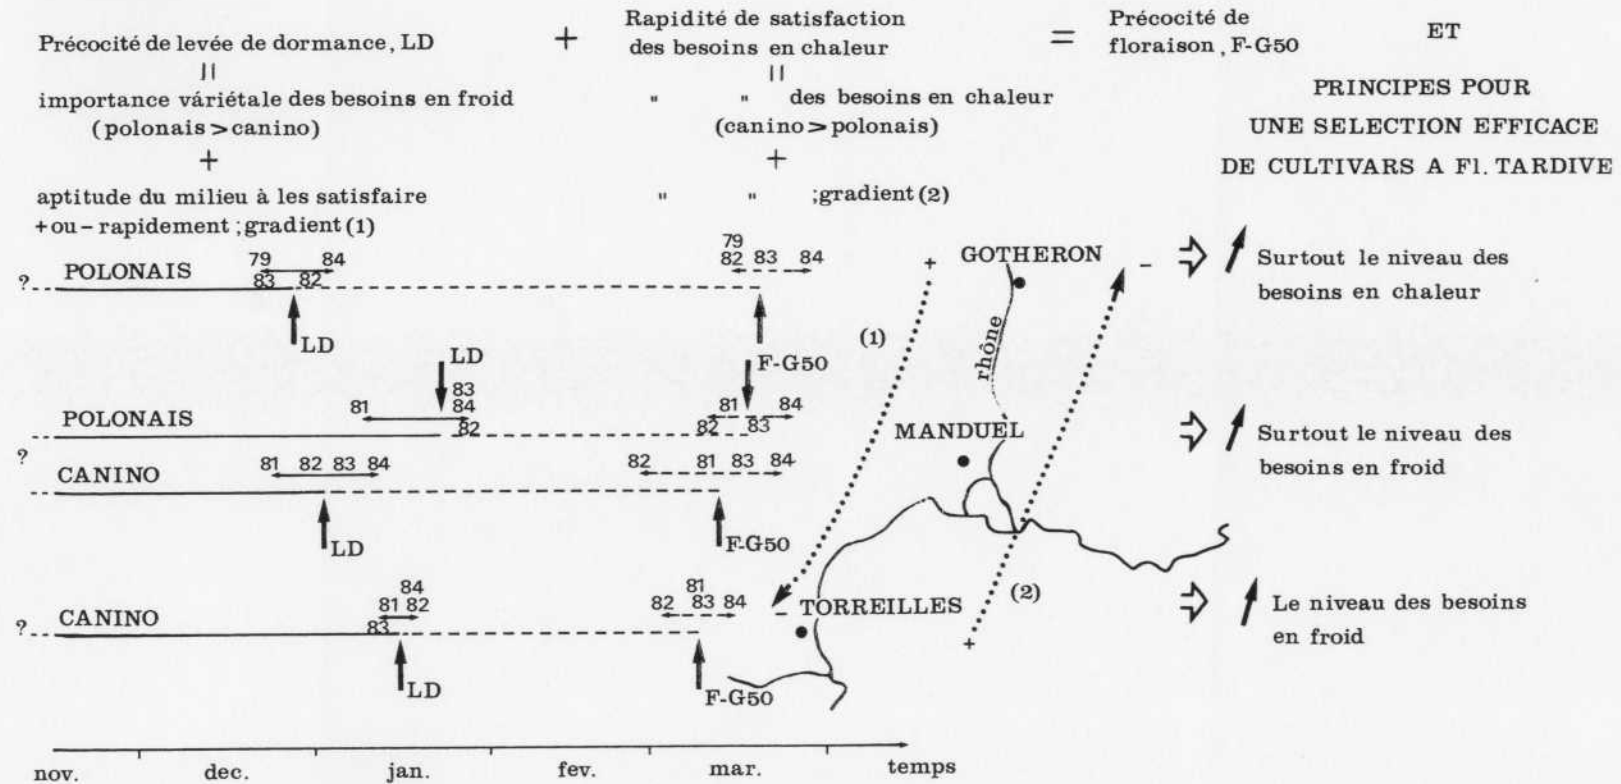 Précocité de levée de dormance, LD
+
Rapidité de satisfaction
des besoins en chaleur
=
Précocité de
floraison, F-G50
ET
=
importance váriétale des besoins en froid
(polonais > canino)
+
aptitude du milieu à les satisfaire
+ou- rapidement ; gradient (1)
=
" " des besoins en chaleur
(canino > polonais)
+
" " ; gradient (2)
PRINCIPES POUR
UNE SELECTION EFFICACE
DE CULTIVARS A Fl. TARDIVE
? POLONAIS
79 84
83 82
LD
79
82 83 84
F-G50
+ GOTHERON -
Surtout le niveau des
besoins en chaleur
(1)
rhône
POLONAIS
LD
83
81 84
82
81 84
82 83
MANDUEL
Surtout le niveau des
besoins en froid
? CANINO
81 82 83 84
LD
82 81 83 84
F-G50
? CANINO
84
81 82
83
LD
81
82 83 84
F-G50
- TORREILLES
(2)
+
Le niveau des besoins
en froid
nov. dec. jan. fev. mar. temps